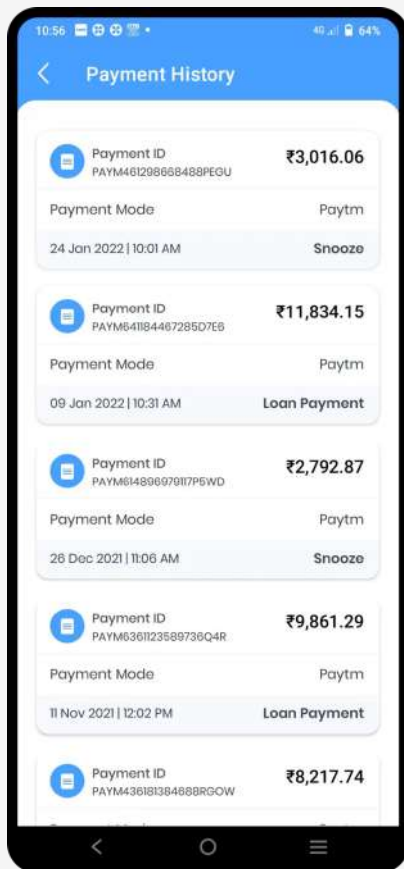 10:56
4G 64%
Payment History
Payment ID ₹3,016.06
PAYM461298668488PEGU
Payment Mode Paytm
24 Jan 2022 | 10:01 AM Snooze
Payment ID ₹11,834.15
PAYM641184467285D7E6
Payment Mode Paytm
09 Jan 2022 | 10:31 AM Loan Payment
Payment ID ₹2,792.87
PAYM614896979117P5WD
Payment Mode Paytm
26 Dec 2021 | 11:06 AM Snooze
Payment ID ₹9,861.29
PAYM6361123589736Q4R
Payment Mode Paytm
11 Nov 2021 | 12:02 PM Loan Payment
Payment ID ₹8,217.74
PAYM436181384688RGOW